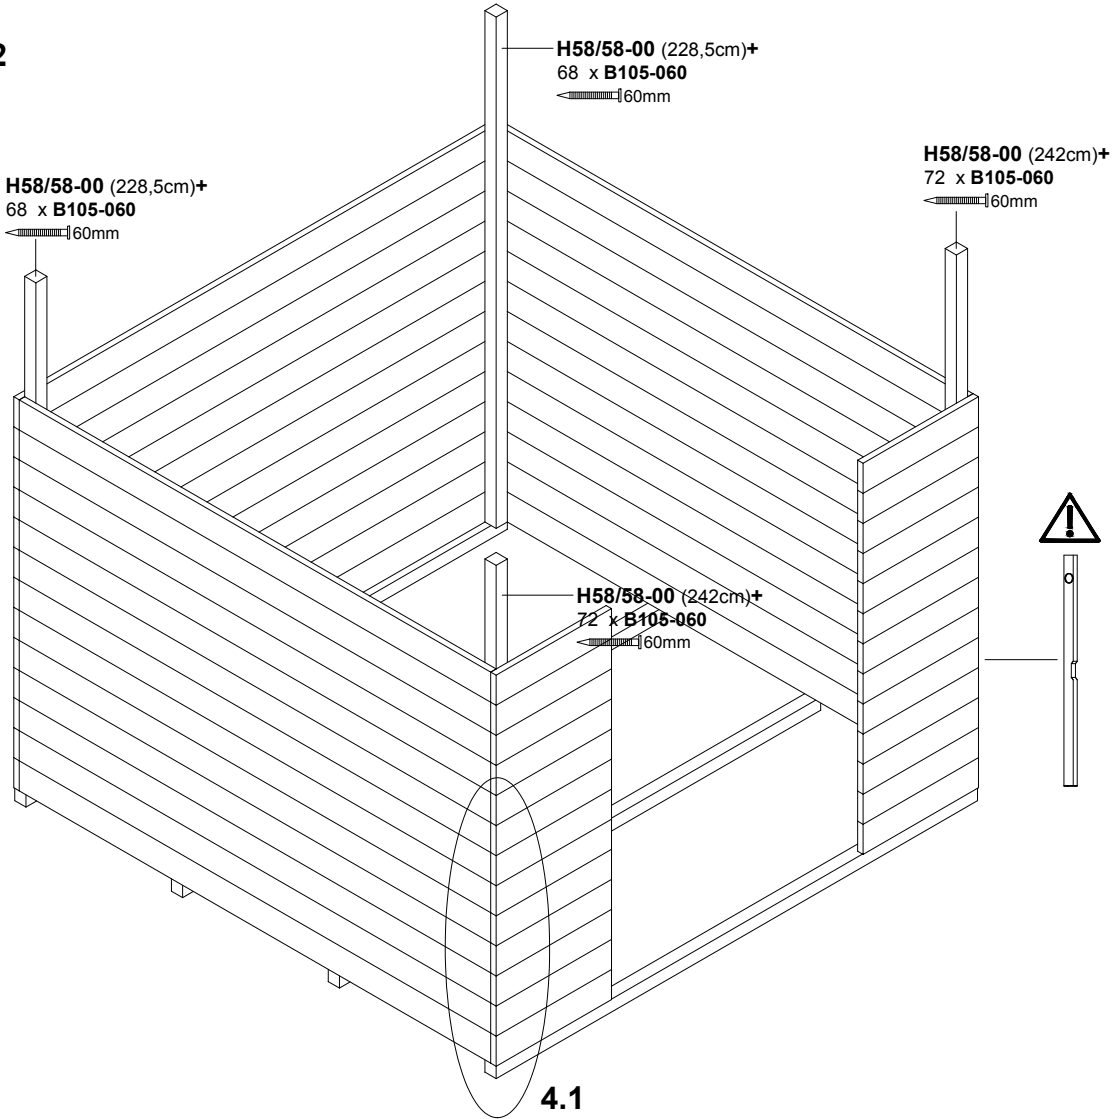 2
H58/58-00 (228,5cm)+
68 x B105-060
60mm
H58/58-00 (242cm)+
72 x B105-060
60mm
H58/58-00 (228,5cm)+
68 x B105-060
60mm
H58/58-00 (242cm)+
72 x B105-060
60mm
4.1